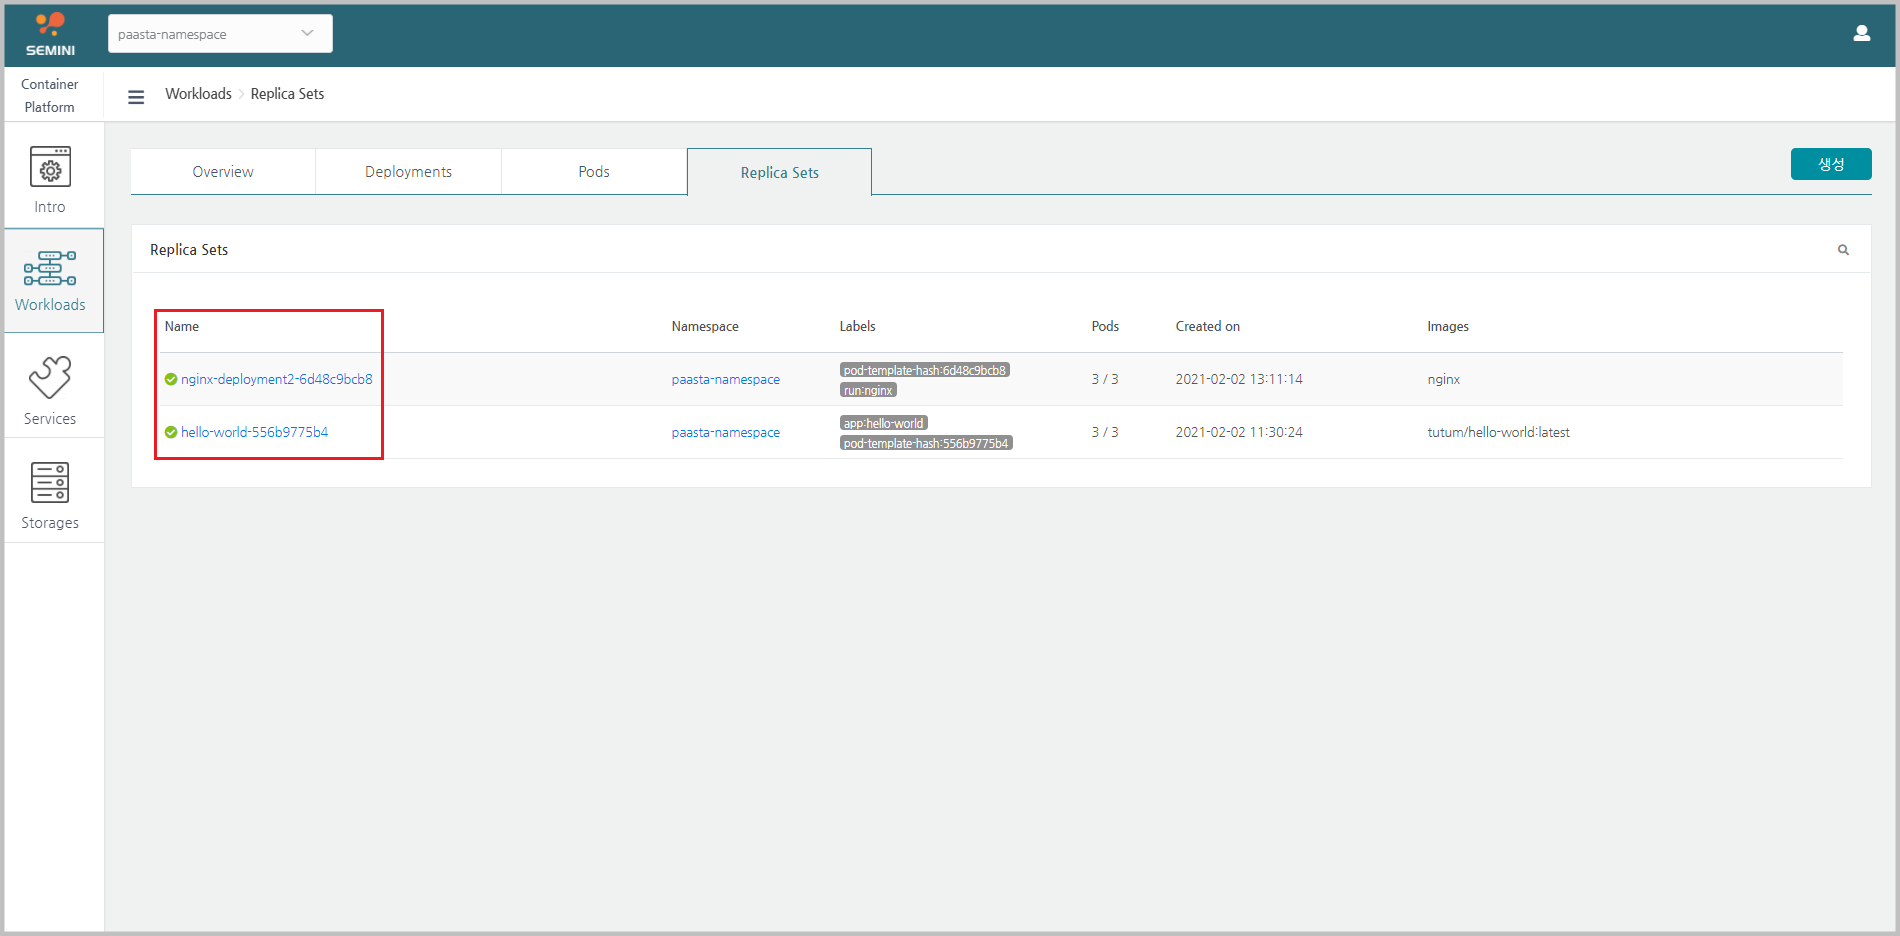 SEMINI
paasta-namespace
Container
Platform
Workloads
Replica Sets
Intro
Workloads
Services
Storages
Overview
Deployments
Pods
Replica Sets
생성
Replica Sets
Name
Namespace
Labels
Pods
Created on
Images
nginx-deployment2-6d48c9bcb8
paasta-namespace
pod-template-hash:6d48c9bcb8
run:nginx
3 / 3
2021-02-02 13:11:14
nginx
hello-world-556b9775b4
paasta-namespace
app:hello-world
pod-template-hash:556b9775b4
3 / 3
2021-02-02 11:30:24
tutum/hello-world:latest